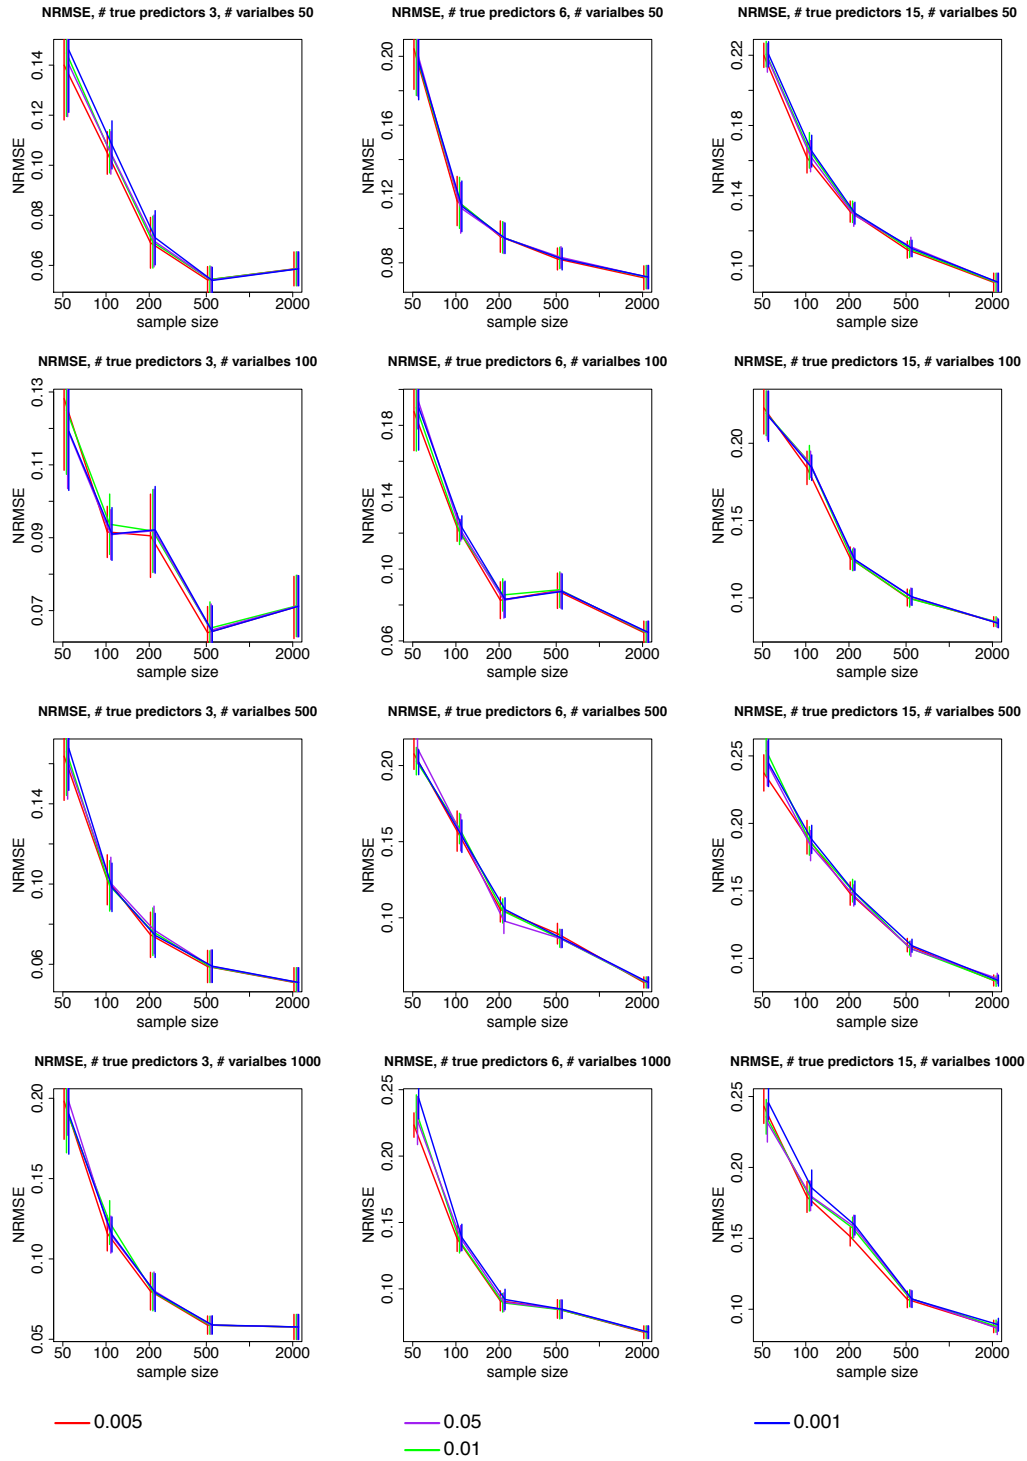 NRMSE, # true predictors 3, # varialbes 50
NRMSE, # true predictors 6, # varialbes 50
NRMSE, # true predictors 15, # varialbes 50
NRMSE
0.06 0.08 0.10 0.12 0.14
50 100 200 500 2000
sample size
NRMSE
0.08 0.12 0.16 0.20
50 100 200 500 2000
sample size
NRMSE
0.10 0.14 0.18 0.22
50 100 200 500 2000
sample size
NRMSE, # true predictors 3, # varialbes 100
NRMSE, # true predictors 6, # varialbes 100
NRMSE, # true predictors 15, # varialbes 100
NRMSE
0.07 0.09 0.11 0.13
50 100 200 500 2000
sample size
NRMSE
0.06 0.10 0.14 0.18
50 100 200 500 2000
sample size
NRMSE
0.10 0.15 0.20
50 100 200 500 2000
sample size
NRMSE, # true predictors 3, # varialbes 500
NRMSE, # true predictors 6, # varialbes 500
NRMSE, # true predictors 15, # varialbes 500
NRMSE
0.06 0.10 0.14
50 100 200 500 2000
sample size
NRMSE
0.10 0.15 0.20
50 100 200 500 2000
sample size
NRMSE
0.10 0.15 0.20 0.25
50 100 200 500 2000
sample size
NRMSE, # true predictors 3, # varialbes 1000
NRMSE, # true predictors 6, # varialbes 1000
NRMSE, # true predictors 15, # varialbes 1000
NRMSE
0.05 0.10 0.15 0.20
50 100 200 500 2000
sample size
NRMSE
0.10 0.15 0.20 0.25
50 100 200 500 2000
sample size
NRMSE
0.10 0.15 0.20 0.25
50 100 200 500 2000
sample size
0.005
0.05
0.001
0.01